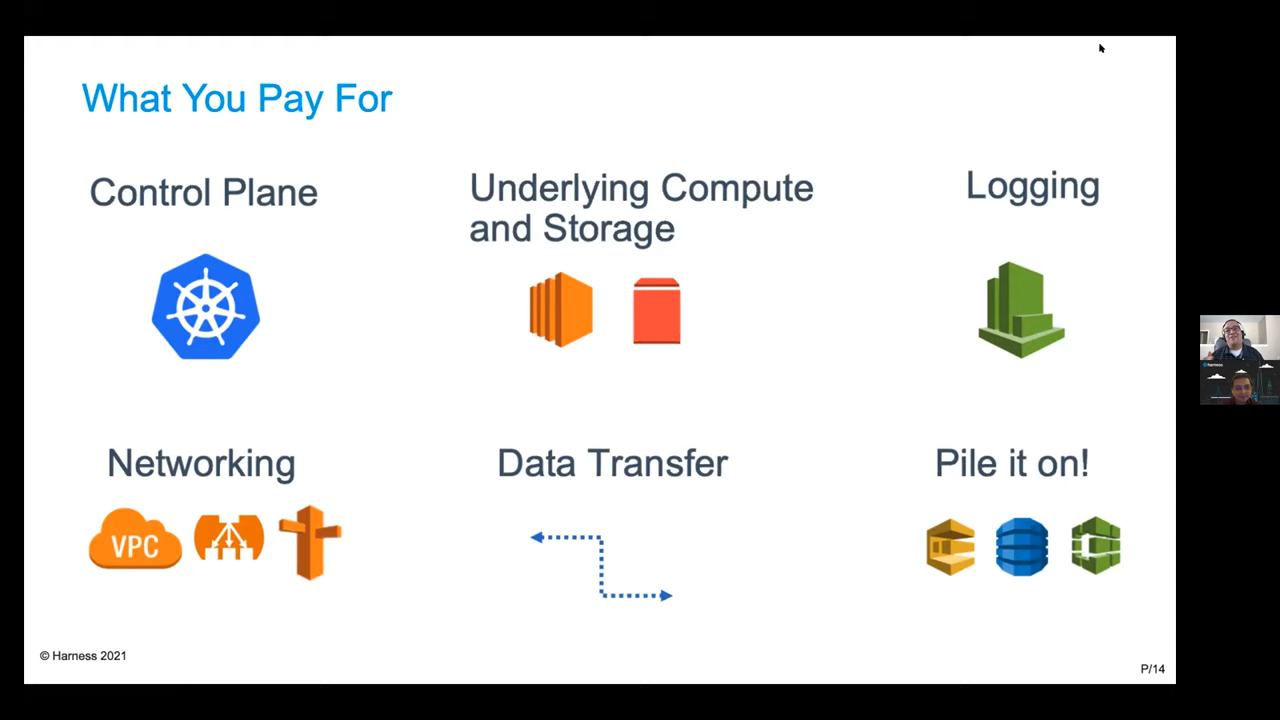 What You Pay For
Control Plane
Underlying Compute
and Storage
Logging
Networking
Data Transfer
Pile it on!
VPC
harness
© Harness 2021
P/14